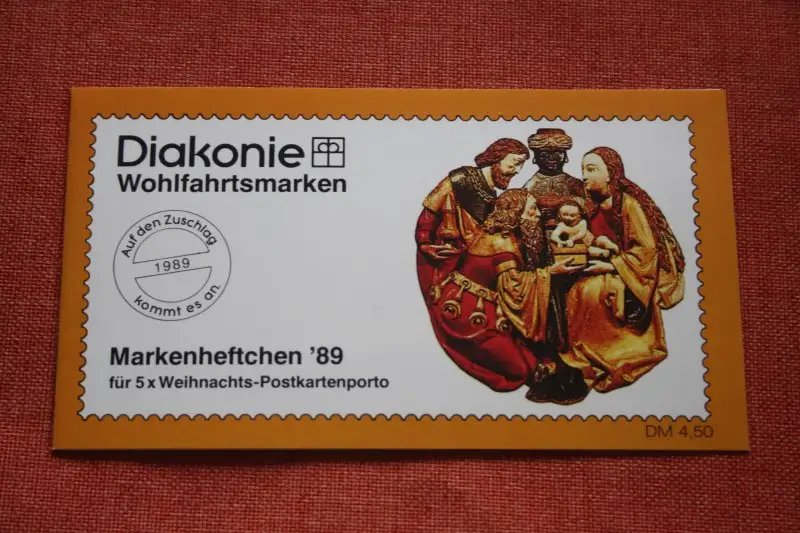 Diakonie
Wohlfahrtsmarken
Auf den Zuschlag
1989
kommt es an.
Markenheftchen ’89
für 5 x Weihnachts-Postkartenporto
DM 4,50